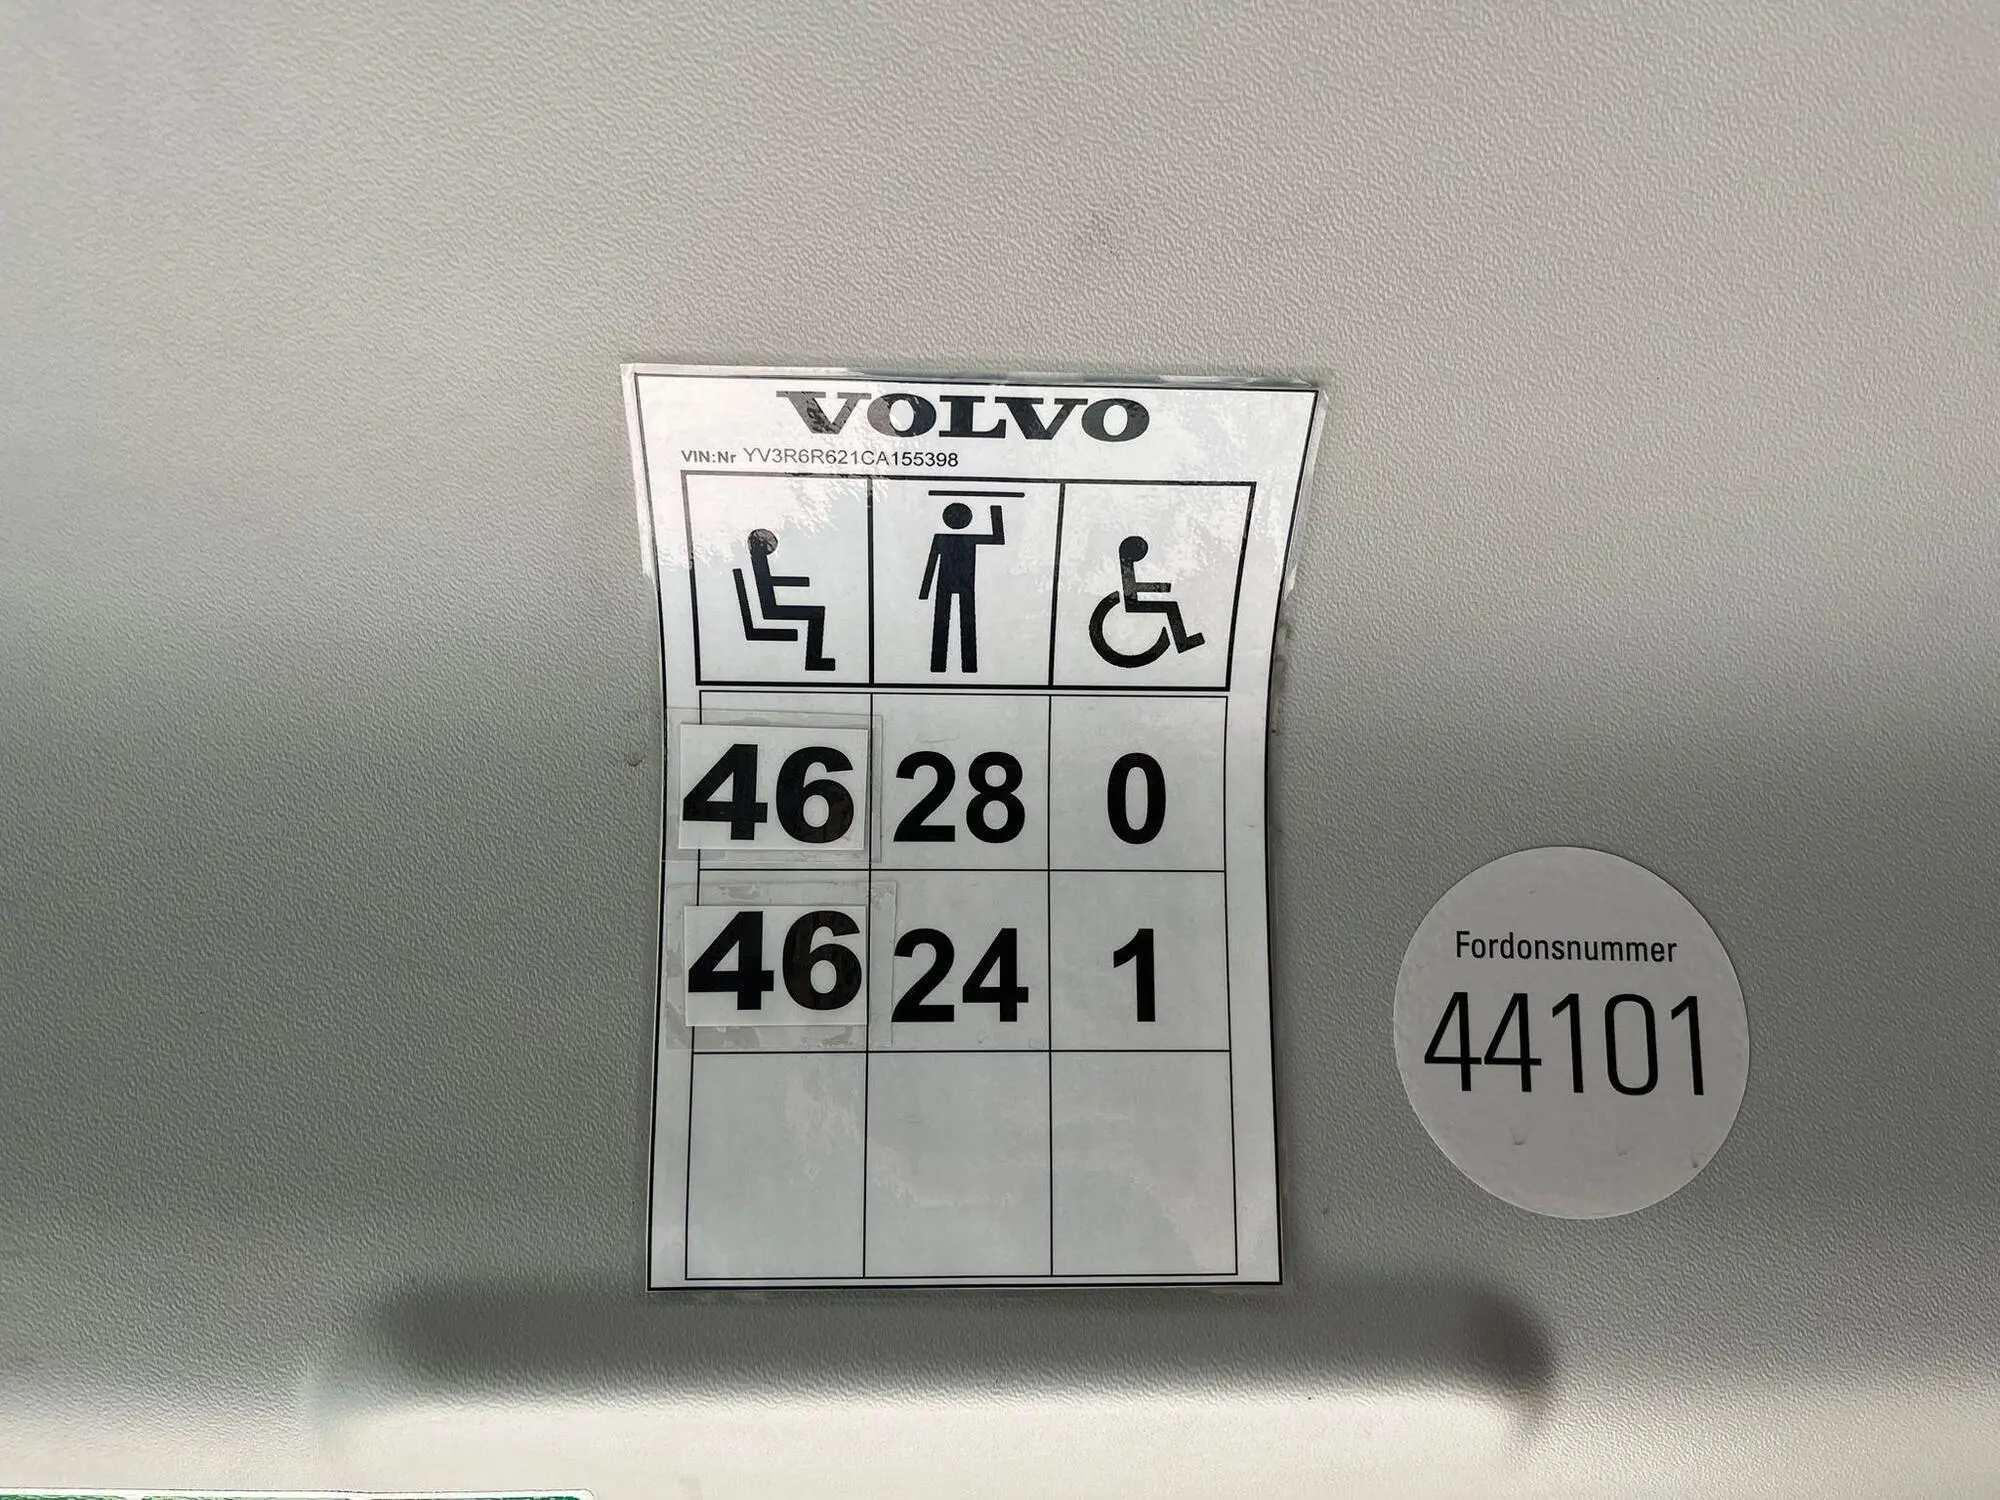 VOLVO
VIN:Nr YV3R6R621CA155398
46 28 0
46 24 1
Fordonsnummer
44101